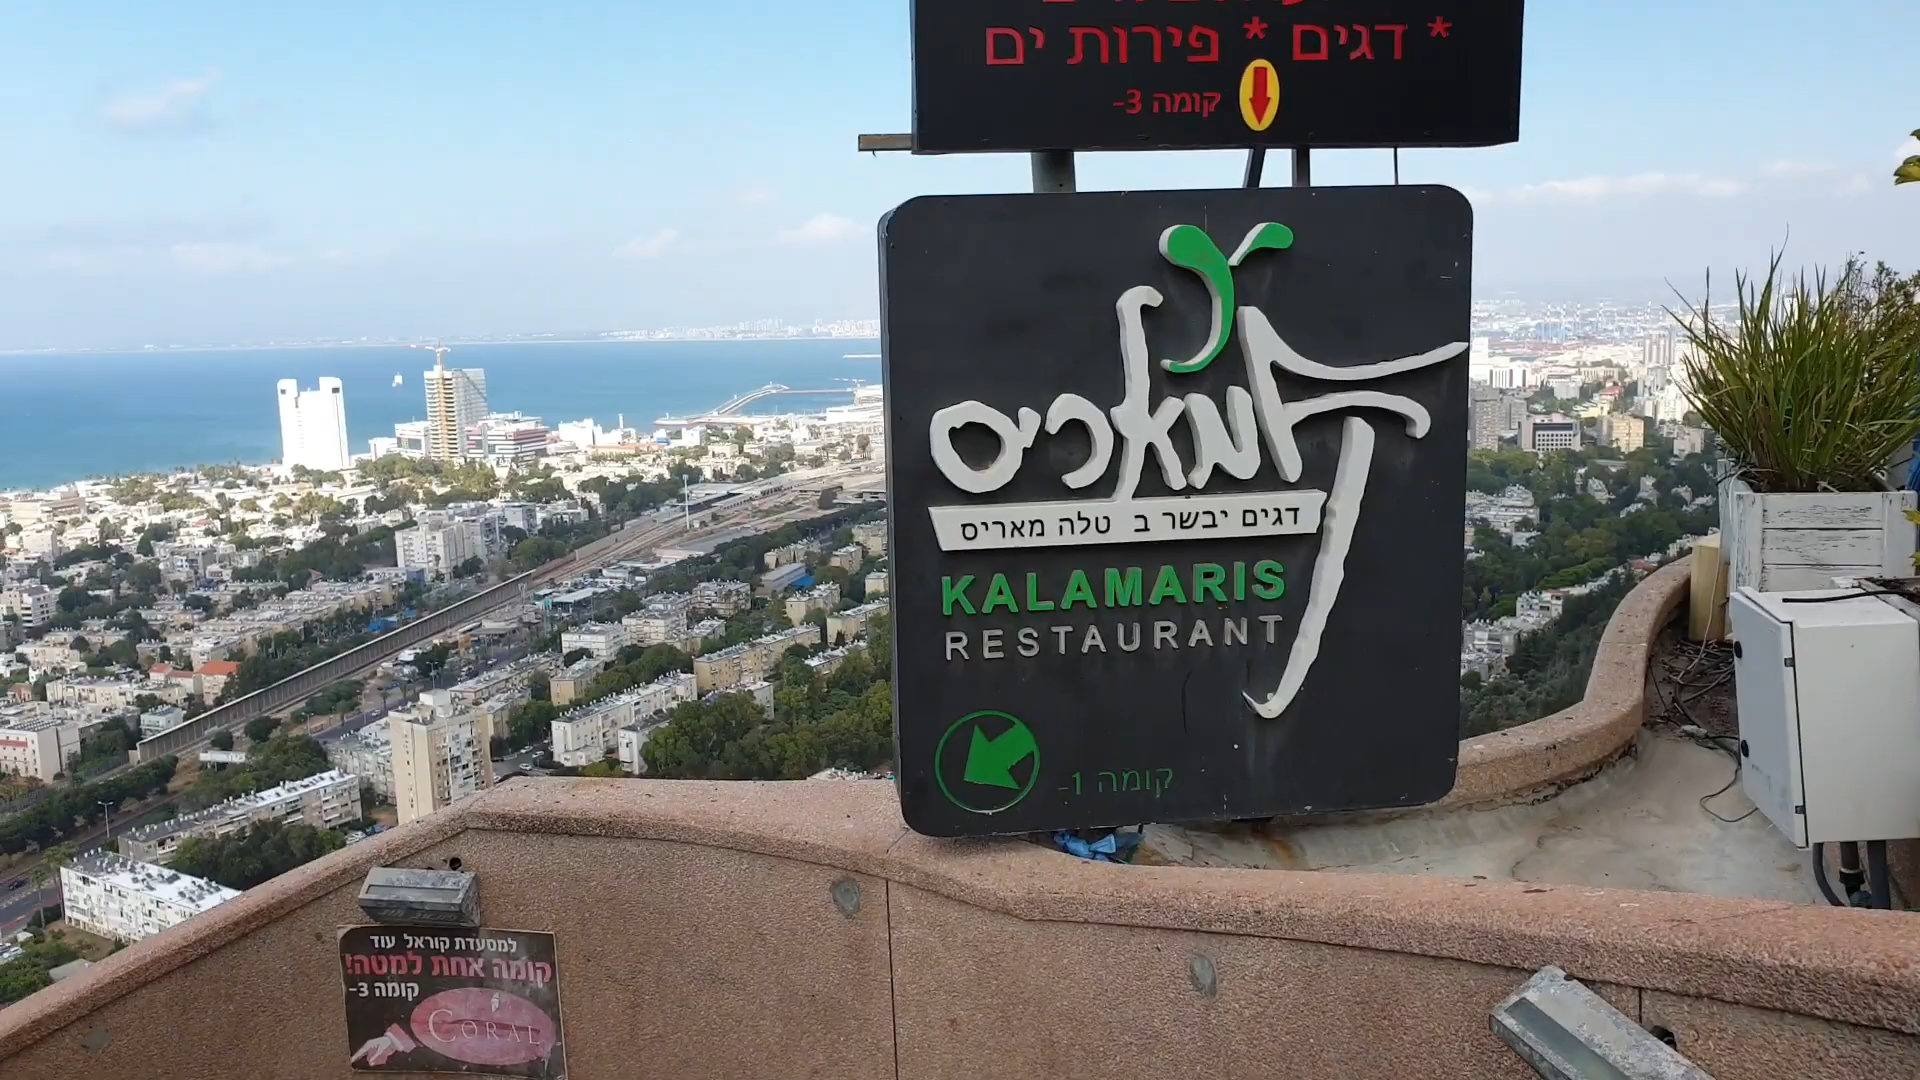 * דגים * פירות ים
קומה 3-
קלמאריס
דגים יבשר ב טלה מאריס
KALAMARIS
RESTAURANT
קומה 1-
למסעדת קוראל עוד
קומה אחת למטה!
קומה 3-
CORAL